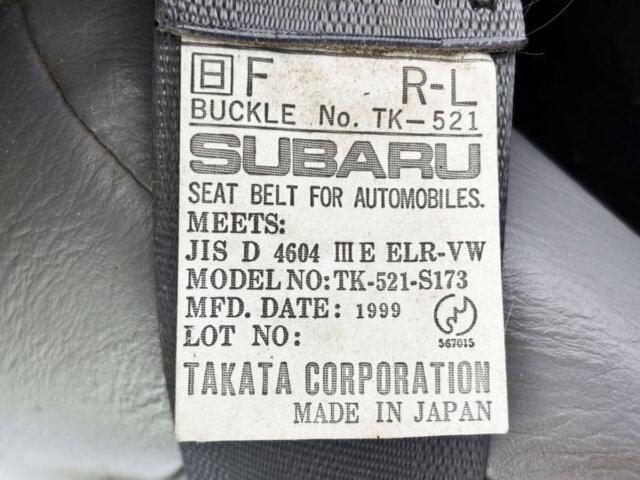 日 F R-L
BUCKLE No. TK-521
SUBARU
SEAT BELT FOR AUTOMOBILES.
MEETS:
JIS D 4604 III E ELR-VW
MODEL NO: TK-521-S173
MFD. DATE: 1999
LOT NO:
567015
TAKATA CORPORATION
MADE IN JAPAN